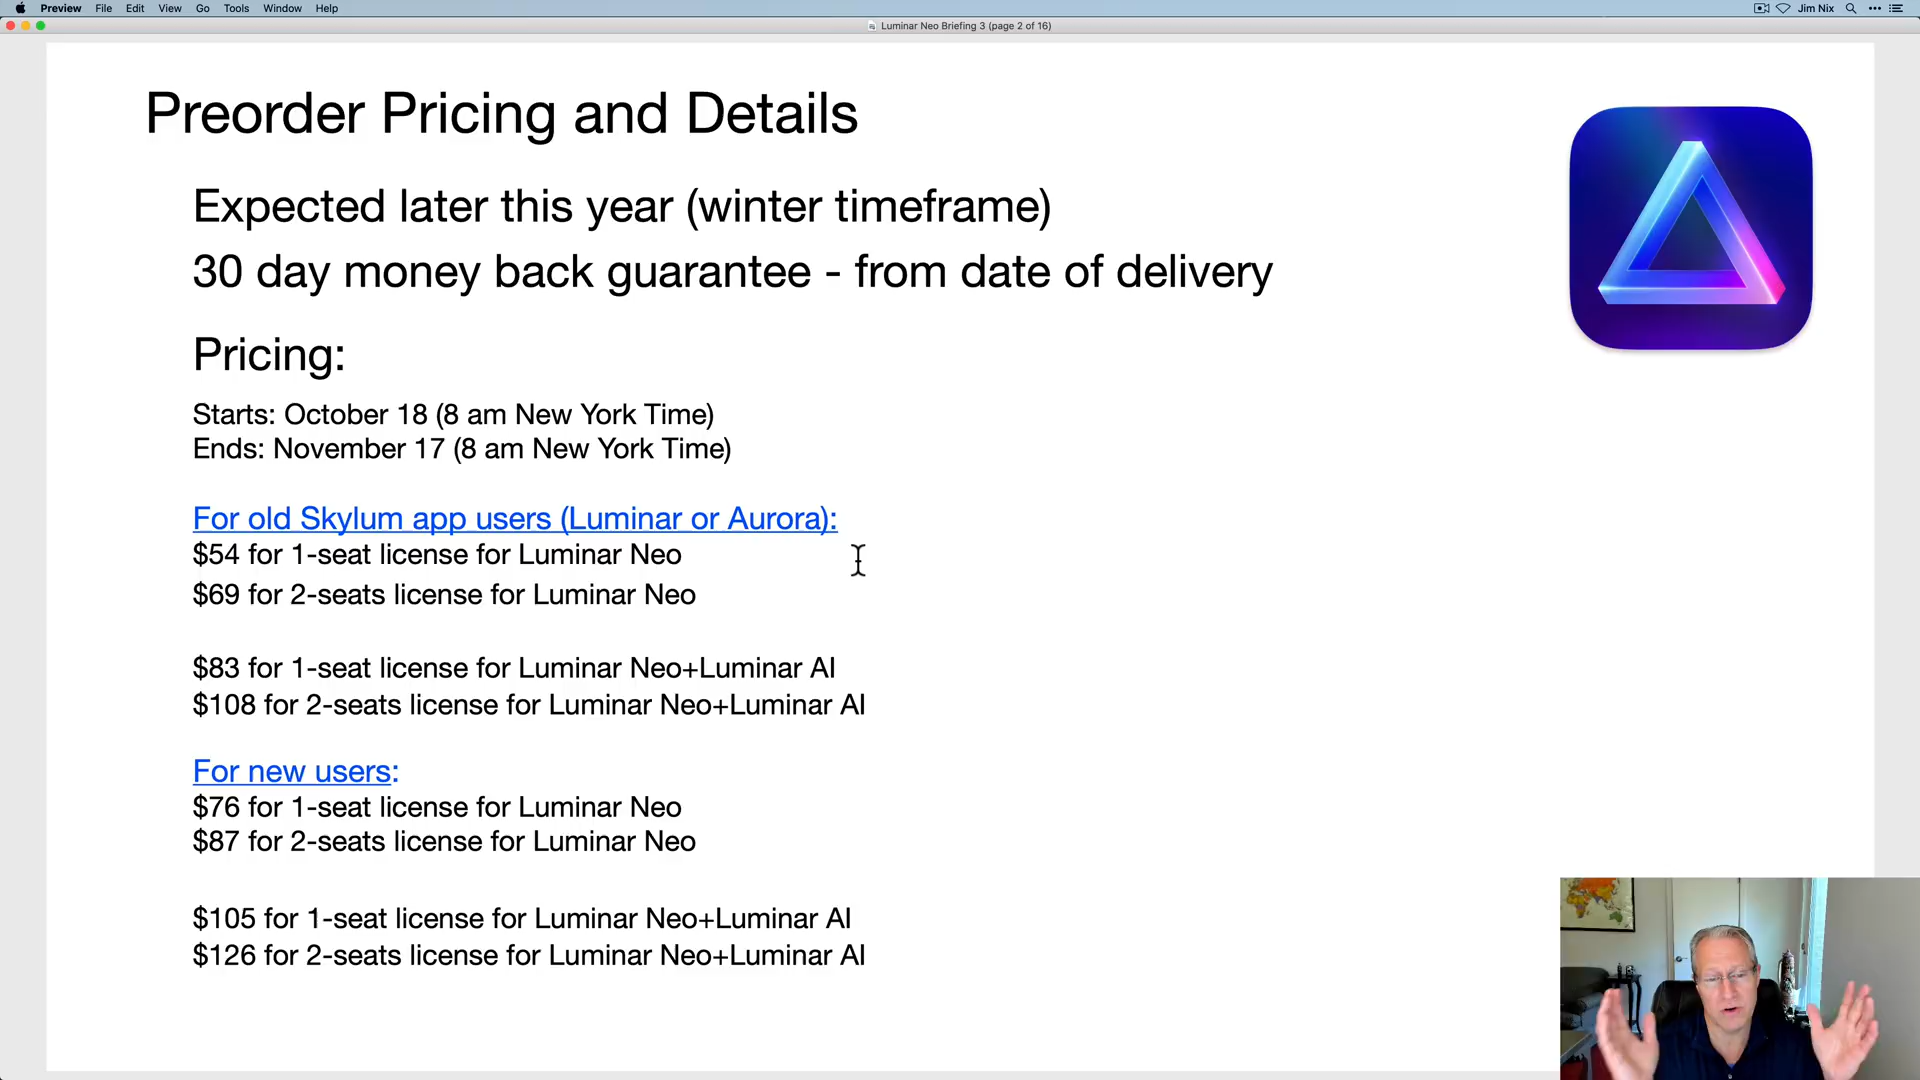 Preview File Edit View Go Tools Window Help Jim Nix
Luminar Neo Briefing 3 (page 2 of 16)
Preorder Pricing and Details
Expected later this year (winter timeframe)
30 day money back guarantee - from date of delivery
Pricing:
Starts: October 18 (8 am New York Time)
Ends: November 17 (8 am New York Time)
For old Skylum app users (Luminar or Aurora):
$54 for 1-seat license for Luminar Neo
$69 for 2-seats license for Luminar Neo
$83 for 1-seat license for Luminar Neo+Luminar AI
$108 for 2-seats license for Luminar Neo+Luminar AI
For new users:
$76 for 1-seat license for Luminar Neo
$87 for 2-seats license for Luminar Neo
$105 for 1-seat license for Luminar Neo+Luminar AI
$126 for 2-seats license for Luminar Neo+Luminar AI